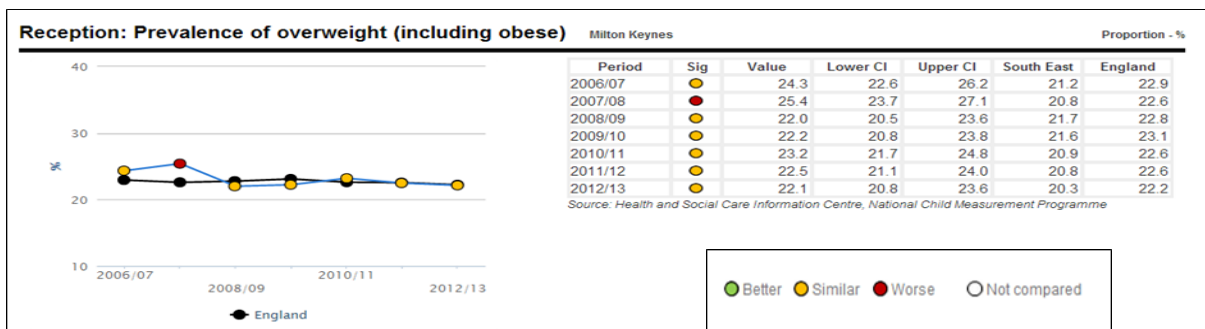 Reception: Prevalence of overweight (including obese) Milton Keynes Proportion - %
40
30
%
20
10
2006/07
2008/09
2010/11
2012/13
England
Period Sig Value Lower CI Upper CI South East England
2006/07 24.3 22.6 26.2 21.2 22.9
2007/08 25.4 23.7 27.1 20.8 22.6
2008/09 22.0 20.5 23.6 21.7 22.8
2009/10 22.2 20.8 23.8 21.6 23.1
2010/11 23.2 21.7 24.8 20.9 22.6
2011/12 22.5 21.1 24.0 20.8 22.6
2012/13 22.1 20.8 23.6 20.3 22.2
Source: Health and Social Care Information Centre, National Child Measurement Programme
Better Similar Worse Not compared